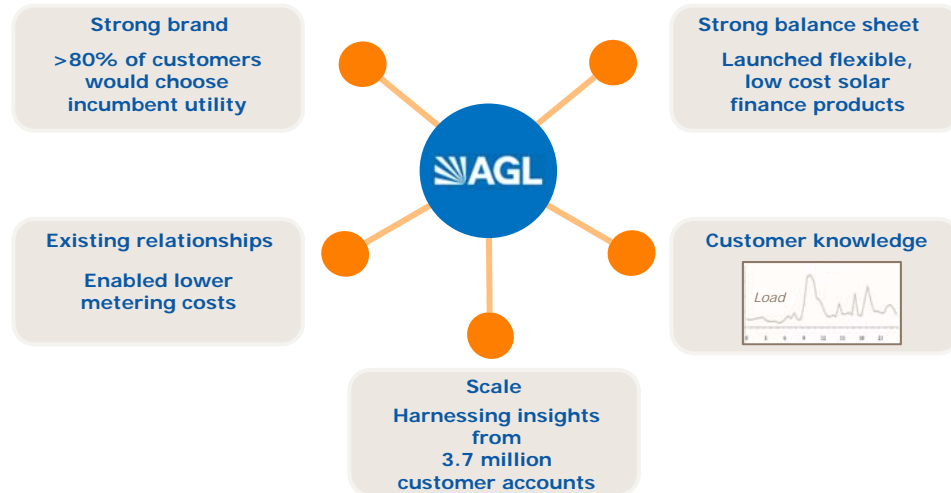 Strong brand
>80% of customers
would choose
incumbent utility
Strong balance sheet
Launched flexible,
low cost solar
finance products
AGL
Existing relationships
Enabled lower
metering costs
Customer knowledge
Load
Scale
Harnessing insights
from
3.7 million
customer accounts